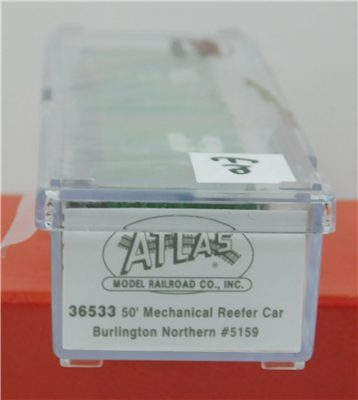 ATLAS
®
MODEL RAILROAD CO., INC.
36533 50' Mechanical Reefer Car
Burlington Northern #5159